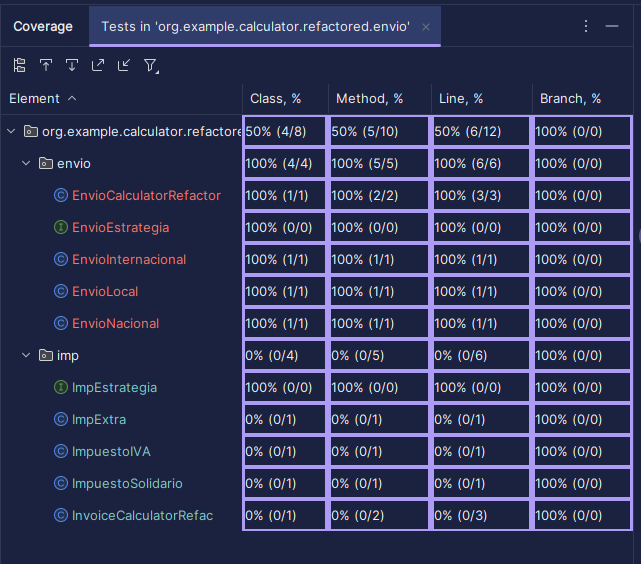 Coverage Tests in 'org.example.calculator.refactored.envio'
Element Class, % Method, % Line, % Branch, %
org.example.calculator.refactore 50% (4/8) 50% (5/10) 50% (6/12) 100% (0/0)
envio 100% (4/4) 100% (5/5) 100% (6/6) 100% (0/0)
EnvioCalculatorRefactor 100% (1/1) 100% (2/2) 100% (3/3) 100% (0/0)
EnvioEstrategia 100% (0/0) 100% (0/0) 100% (0/0) 100% (0/0)
EnvioInternacional 100% (1/1) 100% (1/1) 100% (1/1) 100% (0/0)
EnvioLocal 100% (1/1) 100% (1/1) 100% (1/1) 100% (0/0)
EnvioNacional 100% (1/1) 100% (1/1) 100% (1/1) 100% (0/0)
imp 0% (0/4) 0% (0/5) 0% (0/6) 100% (0/0)
ImpEstrategia 100% (0/0) 100% (0/0) 100% (0/0) 100% (0/0)
ImpExtra 0% (0/1) 0% (0/1) 0% (0/1) 100% (0/0)
ImpuestoIVA 0% (0/1) 0% (0/1) 0% (0/1) 100% (0/0)
ImpuestoSolidario 0% (0/1) 0% (0/1) 0% (0/1) 100% (0/0)
InvoiceCalculatorRefac 0% (0/1) 0% (0/2) 0% (0/3) 100% (0/0)